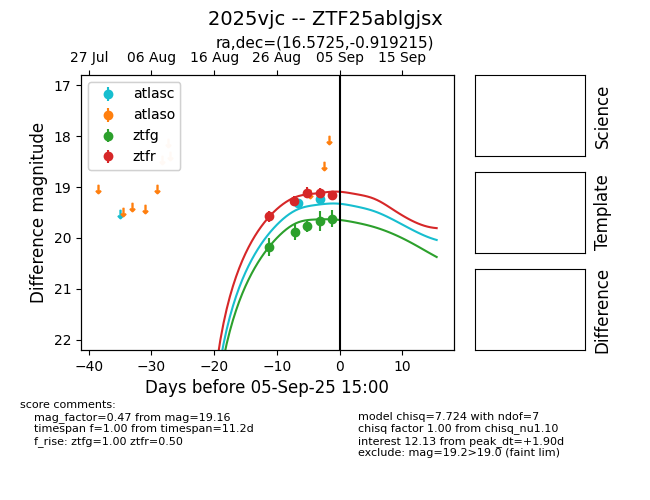 2025vjc -- ZTF25ablgjsx
ra,dec=(16.5725,-0.919215)
27 Jul 06 Aug 16 Aug 26 Aug 05 Sep 15 Sep
atlasc
atlaso
ztfg
ztfr
17
18
19
20
21
22
Difference magnitude
−40 −30 −20 −10 0 10
Days before 05-Sep-25 15:00
Science
Template
Difference
score comments:
mag_factor=0.47 from mag=19.16
timespan f=1.00 from timespan=11.2d
f_rise: ztfg=1.00 ztfr=0.50
model chisq=7.724 with ndof=7
chisq factor 1.00 from chisq_nu1.10
interest 12.13 from peak_dt=+1.90d
exclude: mag=19.2>19.0 (faint lim)